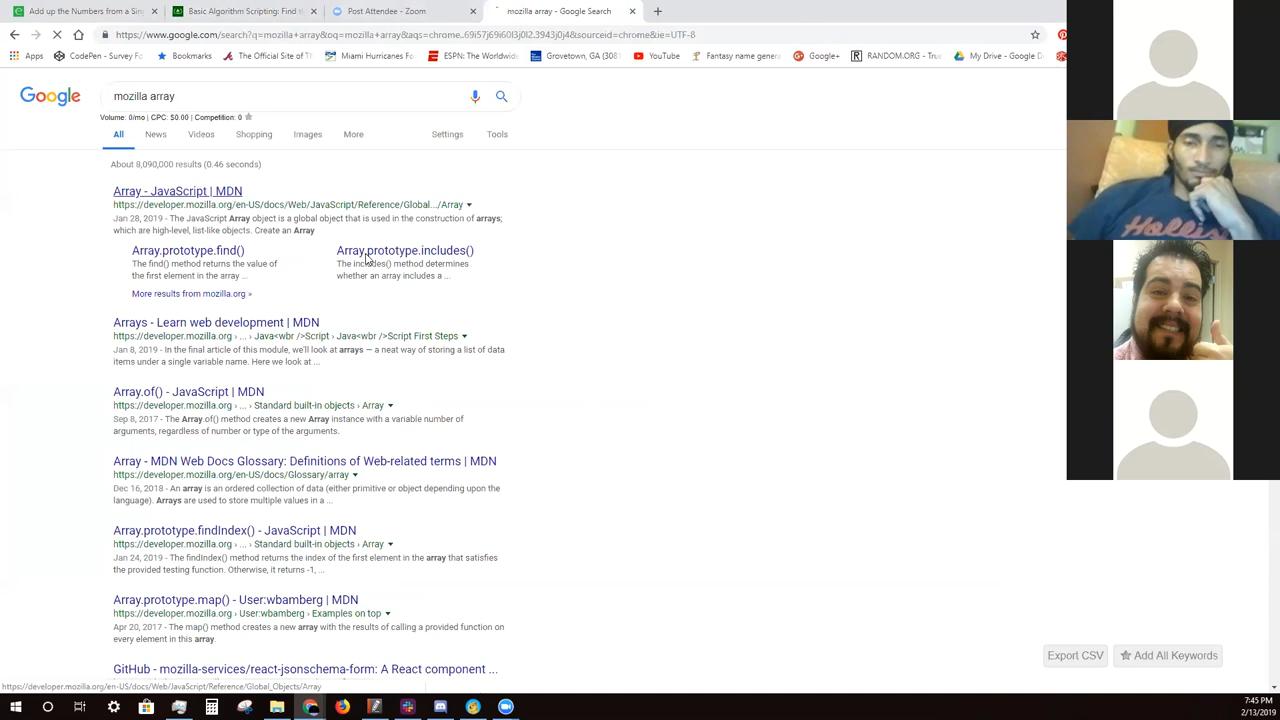 Add up the Numbers from a Sin
Basic Algorithm Scripting: Find th
Post Attendee - Zoom
mozilla array - Google Search
https://www.google.com/search?q=mozilla+array&oq=mozilla+array&aqs=chrome..69i57j69i60l3j0l2.3943j0j4&sourceid=chrome&ie=UTF-8
Apps
CodePen - Survey Fo
Bookmarks
The Official Site of T
Miami Hurricanes Fo
ESPN: The Worldwide
Grovetown, GA (3081
YouTube
Fantasy name gene
Google+
RANDOM.ORG - True
My Drive - Google D
Google
mozilla array
Volume: 0/mo | CPC: $0.00 | Competition: 0
All
News
Videos
Shopping
Images
More
Settings
Tools
About 8,090,000 results (0.46 seconds)
Array - JavaScript | MDN
https://developer.mozilla.org/en-US/docs/Web/JavaScript/Reference/Global.../Array
Jan 28, 2019 - The JavaScript Array object is a global object that is used in the construction of arrays;
which are high-level, list-like objects. Create an Array
Array.prototype.find()
The find() method returns the value of
the first element in the array ...
Array.prototype.includes()
The includes() method determines
whether an array includes a ...
More results from mozilla.org »
Arrays - Learn web development | MDN
https://developer.mozilla.org › ... › Java<wbr />Script › Java<wbr />Script First Steps
Jan 8, 2019 - In the final article of this module, we'll look at arrays — a neat way of storing a list of data
items under a single variable name. Here we look at ...
Array.of() - JavaScript | MDN
https://developer.mozilla.org › ... › Standard built-in objects › Array
Sep 8, 2017 - The Array.of() method creates a new Array instance with a variable number of
arguments, regardless of number or type of the arguments.
Array - MDN Web Docs Glossary: Definitions of Web-related terms | MDN
https://developer.mozilla.org/en-US/docs/Glossary/array
Dec 16, 2018 - An array is an ordered collection of data (either primitive or object depending upon the
language). Arrays are used to store multiple values in a ...
Array.prototype.findIndex() - JavaScript | MDN
https://developer.mozilla.org › ... › Standard built-in objects › Array
Jan 24, 2019 - The findIndex() method returns the index of the first element in the array that satisfies
the provided testing function. Otherwise, it returns -1, ...
Array.prototype.map() - User:wbamberg | MDN
https://developer.mozilla.org › User:wbamberg › Examples on top
Apr 20, 2017 - The map() method creates a new array with the results of calling a provided function on
every element in this array.
GitHub - mozilla-services/react-jsonschema-form: A React component ...
Export CSV
Add All Keywords
https://developer.mozilla.org/en-US/docs/Web/JavaScript/Reference/Global_Objects/Array
7:45 PM
2/13/2019